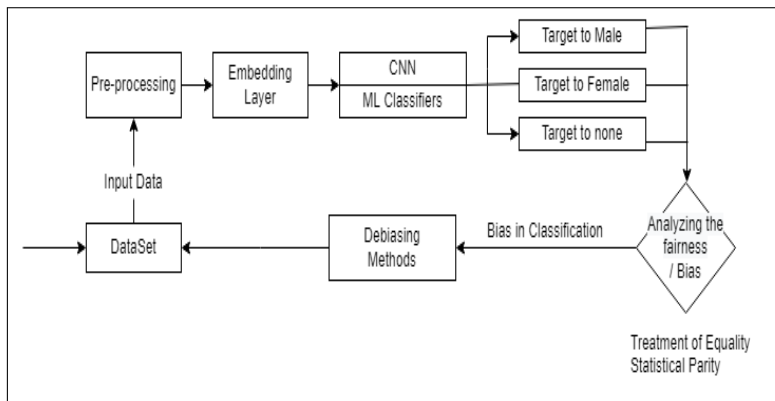 Pre-processing
Embedding
Layer
CNN
ML Classifiers
Target to Male
Target to Female
Target to none
Input Data
DataSet
Debiasing
Methods
Bias in Classification
Analyzing the
fairness
/ Bias
Treatment of Equality
Statistical Parity